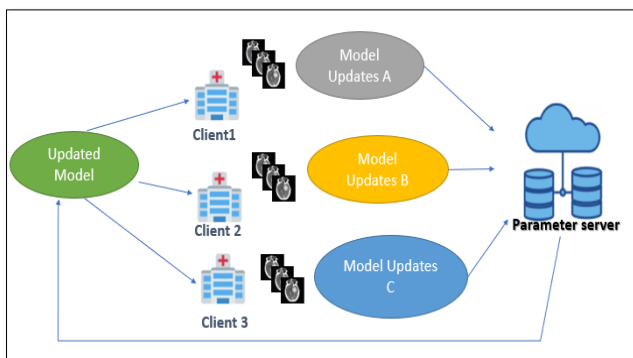 Model
Updates A
Client1
Updated
Model
Model
Updates B
Client 2
Parameter server
Model Updates
C
Client 3